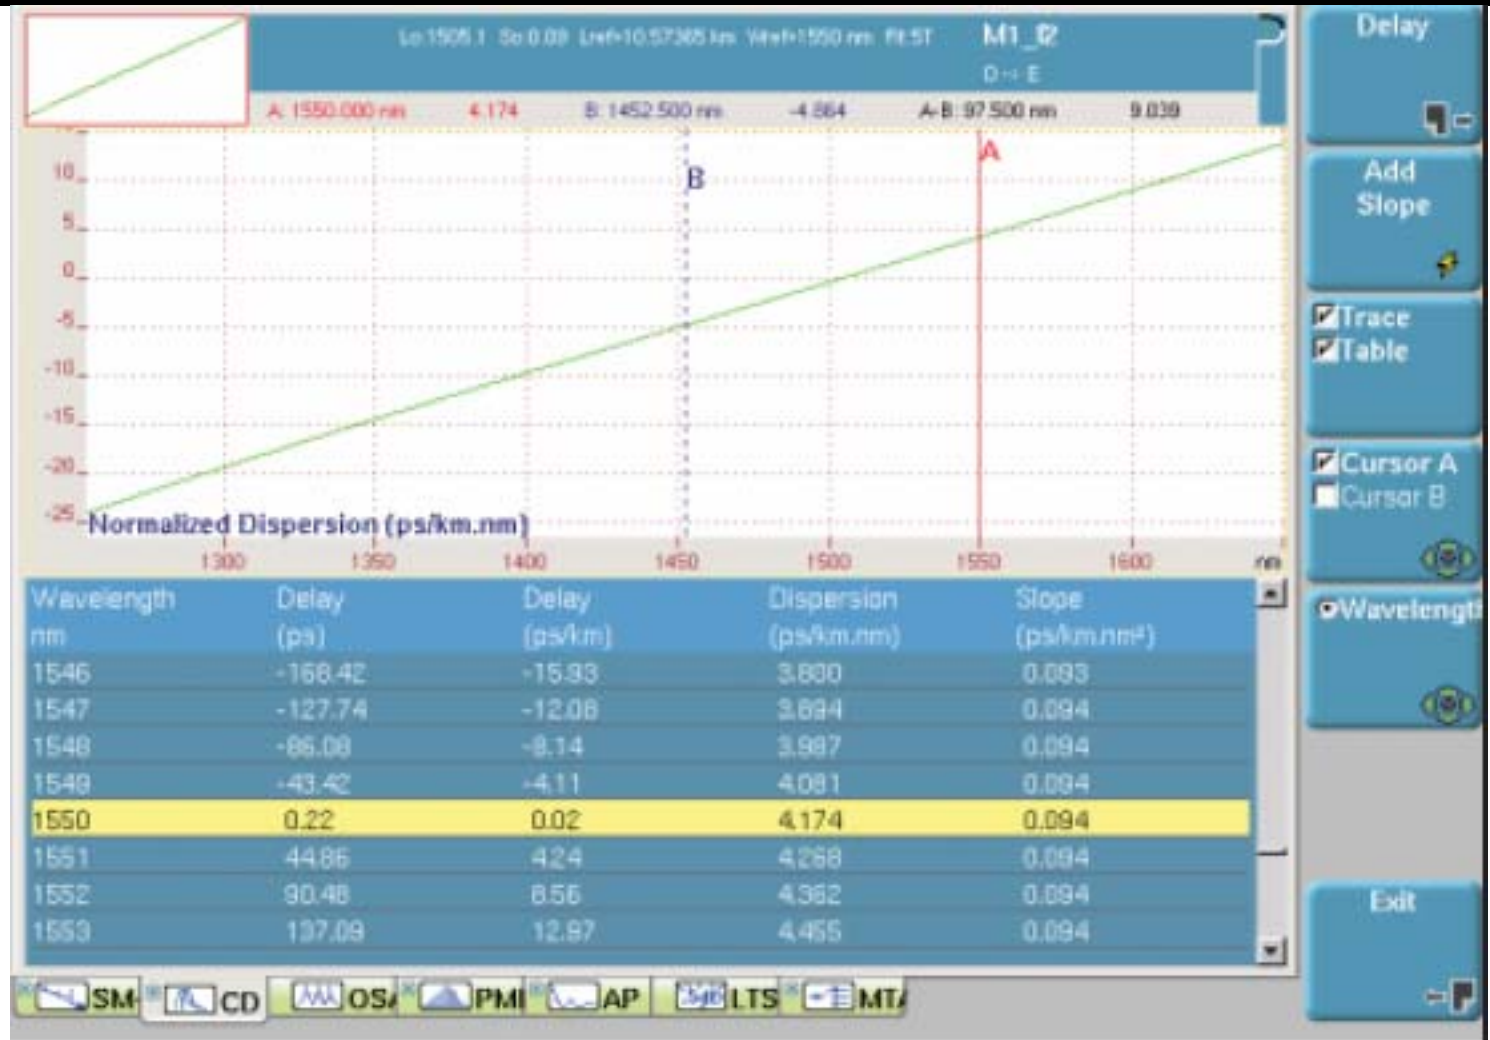 Lo:1505.1 So:0.09 Lref=10.57365 km Wref=1550 nm Fit:5T M1_f2
D -> E
A: 1550.000 nm 4.174 B: 1452.500 nm -4.864 A-B: 97.500 nm 9.039
A
B
10
5
0
-5
-10
-15
-20
-25
Normalized Dispersion (ps/km.nm)
1300 1350 1400 1450 1500 1550 1600 nm
Wavelength Delay Delay Dispersion Slope
nm (ps) (ps/km) (ps/km.nm) (ps/km.nm²)
1546 -168.42 -15.93 3.800 0.093
1547 -127.74 -12.08 3.894 0.094
1548 -86.08 -8.14 3.987 0.094
1549 -43.42 -4.11 4.081 0.094
1550 0.22 0.02 4.174 0.094
1551 44.86 4.24 4.268 0.094
1552 90.48 8.56 4.362 0.094
1553 137.09 12.97 4.455 0.094
SM- CD OSA PMD AP LTS MTA
Delay
Add
Slope
Trace
Table
Cursor A
Cursor B
Wavelength
Exit